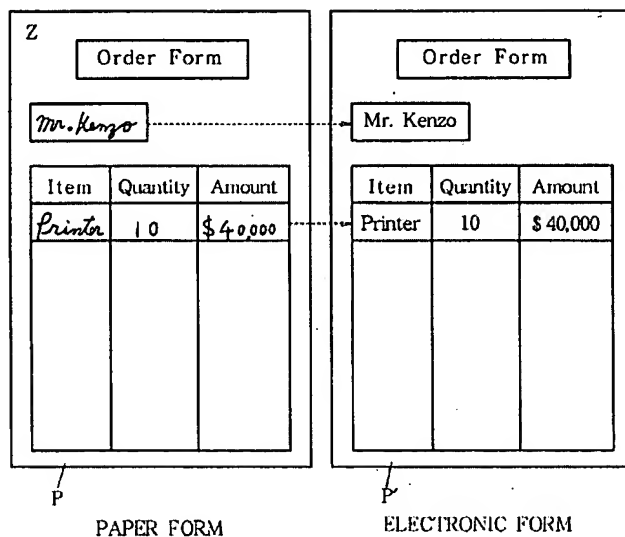 Z
Order Form
Mr. Kenzo
Item Quantity Amount
Printer 10 $40,000
P
PAPER FORM
Order Form
Mr. Kenzo
Item Quantity Amount
Printer 10 $40,000
P'
ELECTRONIC FORM